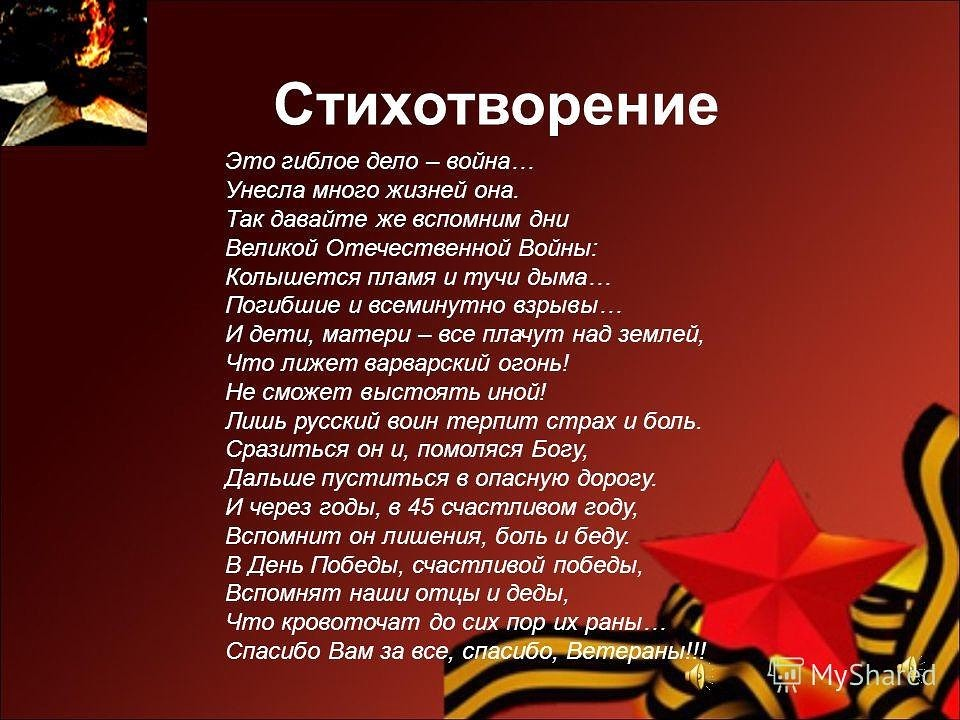 Стихотворение
Это гиблое дело – война…
Унесла много жизней она.
Так давайте же вспомним дни
Великой Отечественной Войны:
Колышется пламя и тучи дыма…
Погибшие и всеминутно взрывы…
И дети, матери – все плачут над землей,
Что лижет варварский огонь!
Не сможет выстоять иной!
Лишь русский воин терпит страх и боль.
Сразиться он и, помоляся Богу,
Дальше пуститься в опасную дорогу.
И через годы, в 45 счастливом году,
Вспомнит он лишения, боль и беду.
В День Победы, счастливой победы,
Вспомнят наши отцы и деды,
Что кровоточат до сих пор их раны…
Спасибо Вам за все, спасибо, Ветераны!!!
MyShared